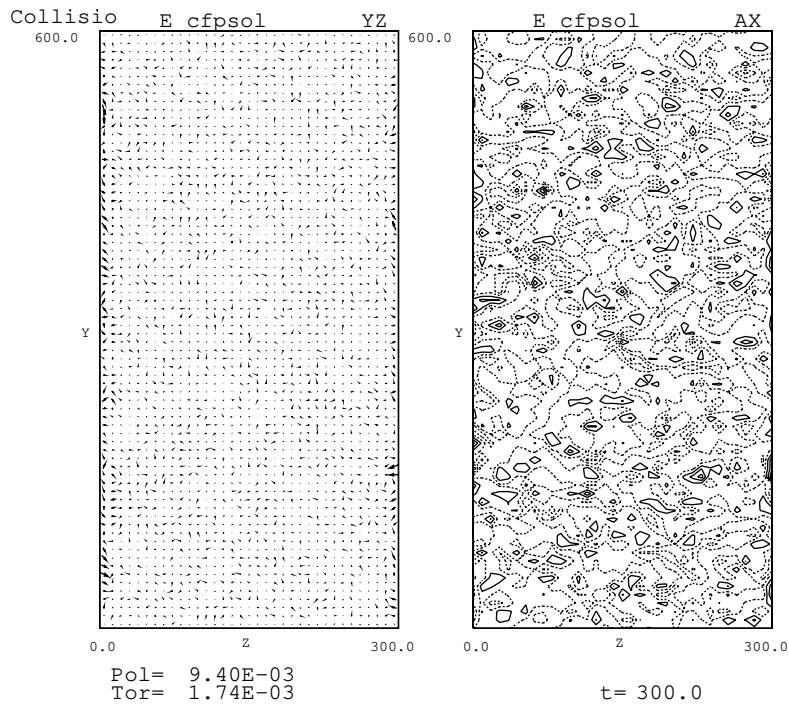 Collisio
E cfpsol YZ
E cfpsol AX
600.0
600.0
Y
Y
0.0 Z 300.0
0.0 Z 300.0
Pol= 9.40E-03
Tor= 1.74E-03
t= 300.0